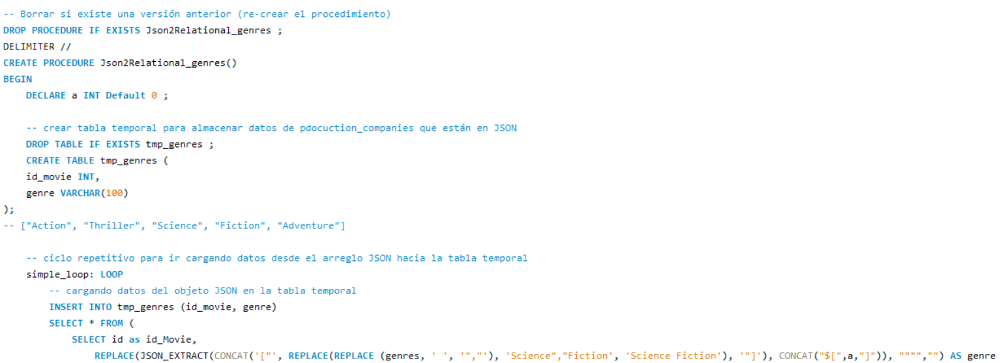 -- Borrar si existe una versión anterior (re-crear el procedimiento)
DROP PROCEDURE IF EXISTS Json2Relational_genres ;
DELIMITER //
CREATE PROCEDURE Json2Relational_genres()
BEGIN
    DECLARE a INT Default 0 ;
    -- crear tabla temporal para almacenar datos de pdocuction_companies que están en JSON
    DROP TABLE IF EXISTS tmp_genres ;
    CREATE TABLE tmp_genres (
    id_movie INT,
    genre VARCHAR(100)
);
-- ["Action", "Thriller", "Science", "Fiction", "Adventure"]
    -- ciclo repetitivo para ir cargando datos desde el arreglo JSON hacia la tabla temporal
    simple_loop: LOOP
        -- cargando datos del objeto JSON en la tabla temporal
        INSERT INTO tmp_genres (id_movie, genre)
        SELECT * FROM (
            SELECT id as id_Movie,
                REPLACE(JSON_EXTRACT(CONCAT('["', REPLACE(REPLACE (genres, ' ', '","'), 'Science","Fiction', 'Science Fiction'), '"]'), CONCAT("$[",a,"]")), """","") AS genre